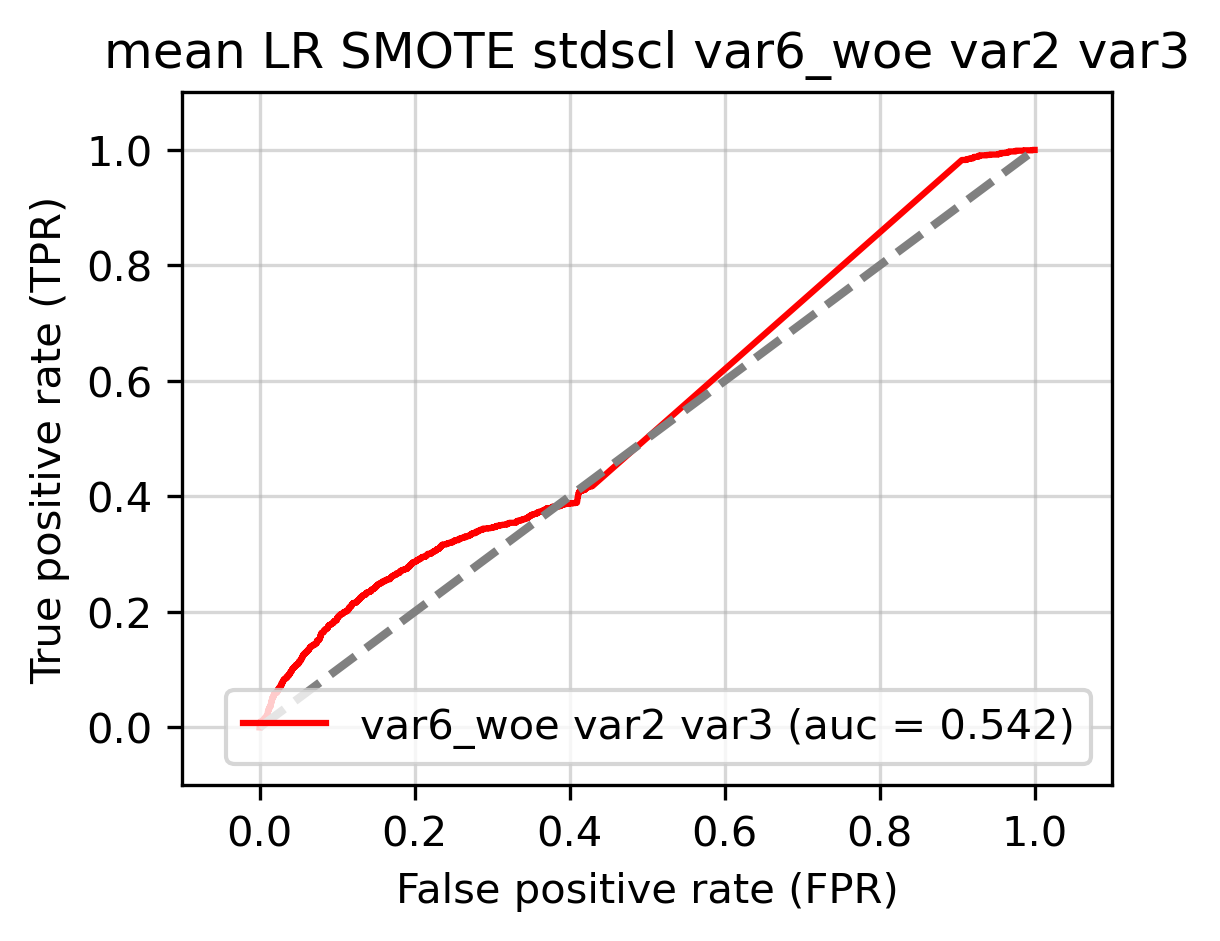 mean LR SMOTE stdscl var6_woe var2 var3
1.0
0.8
0.6
0.4
0.2
0.0
True positive rate (TPR)
var6_woe var2 var3 (auc = 0.542)
0.0 0.2 0.4 0.6 0.8 1.0
False positive rate (FPR)